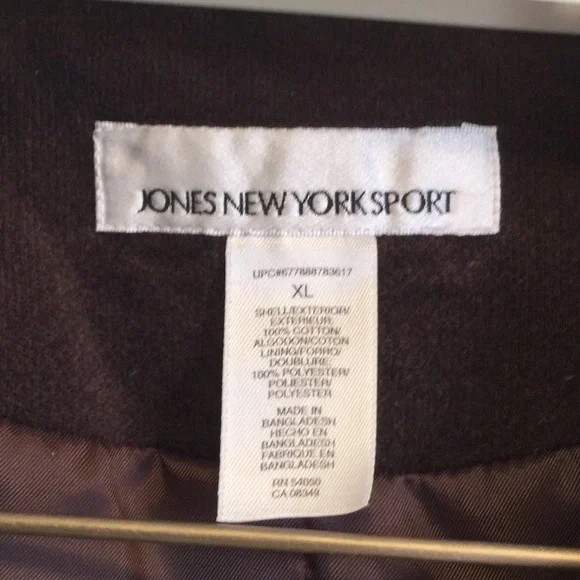 JONES NEW YORK SPORT
UPC#677888783617
XL
SHELL/EXTERIOR/
EXTERIEUR:
100% COTTON/
ALGODON/COTON
LINING/FORRO/
DOUBLURE:
100% POLYESTER/
POLIESTER/
POLYESTER
MADE IN
BANGLADESH
HECHO EN
BANGLADESH
FABRIQUE EN
BANGLADESH
RN 54050
CA 08349